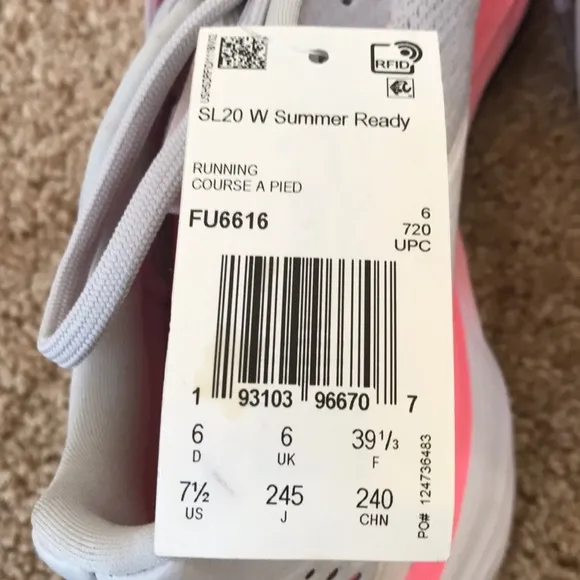 RFID
SL20 W Summer Ready
RUNNING
COURSE A PIED
FU6616
6
720
UPC
1 93103 96670 7
6 6 39 1/3
D UK F
7½ 245 240
US J CHN
PO# 124736483